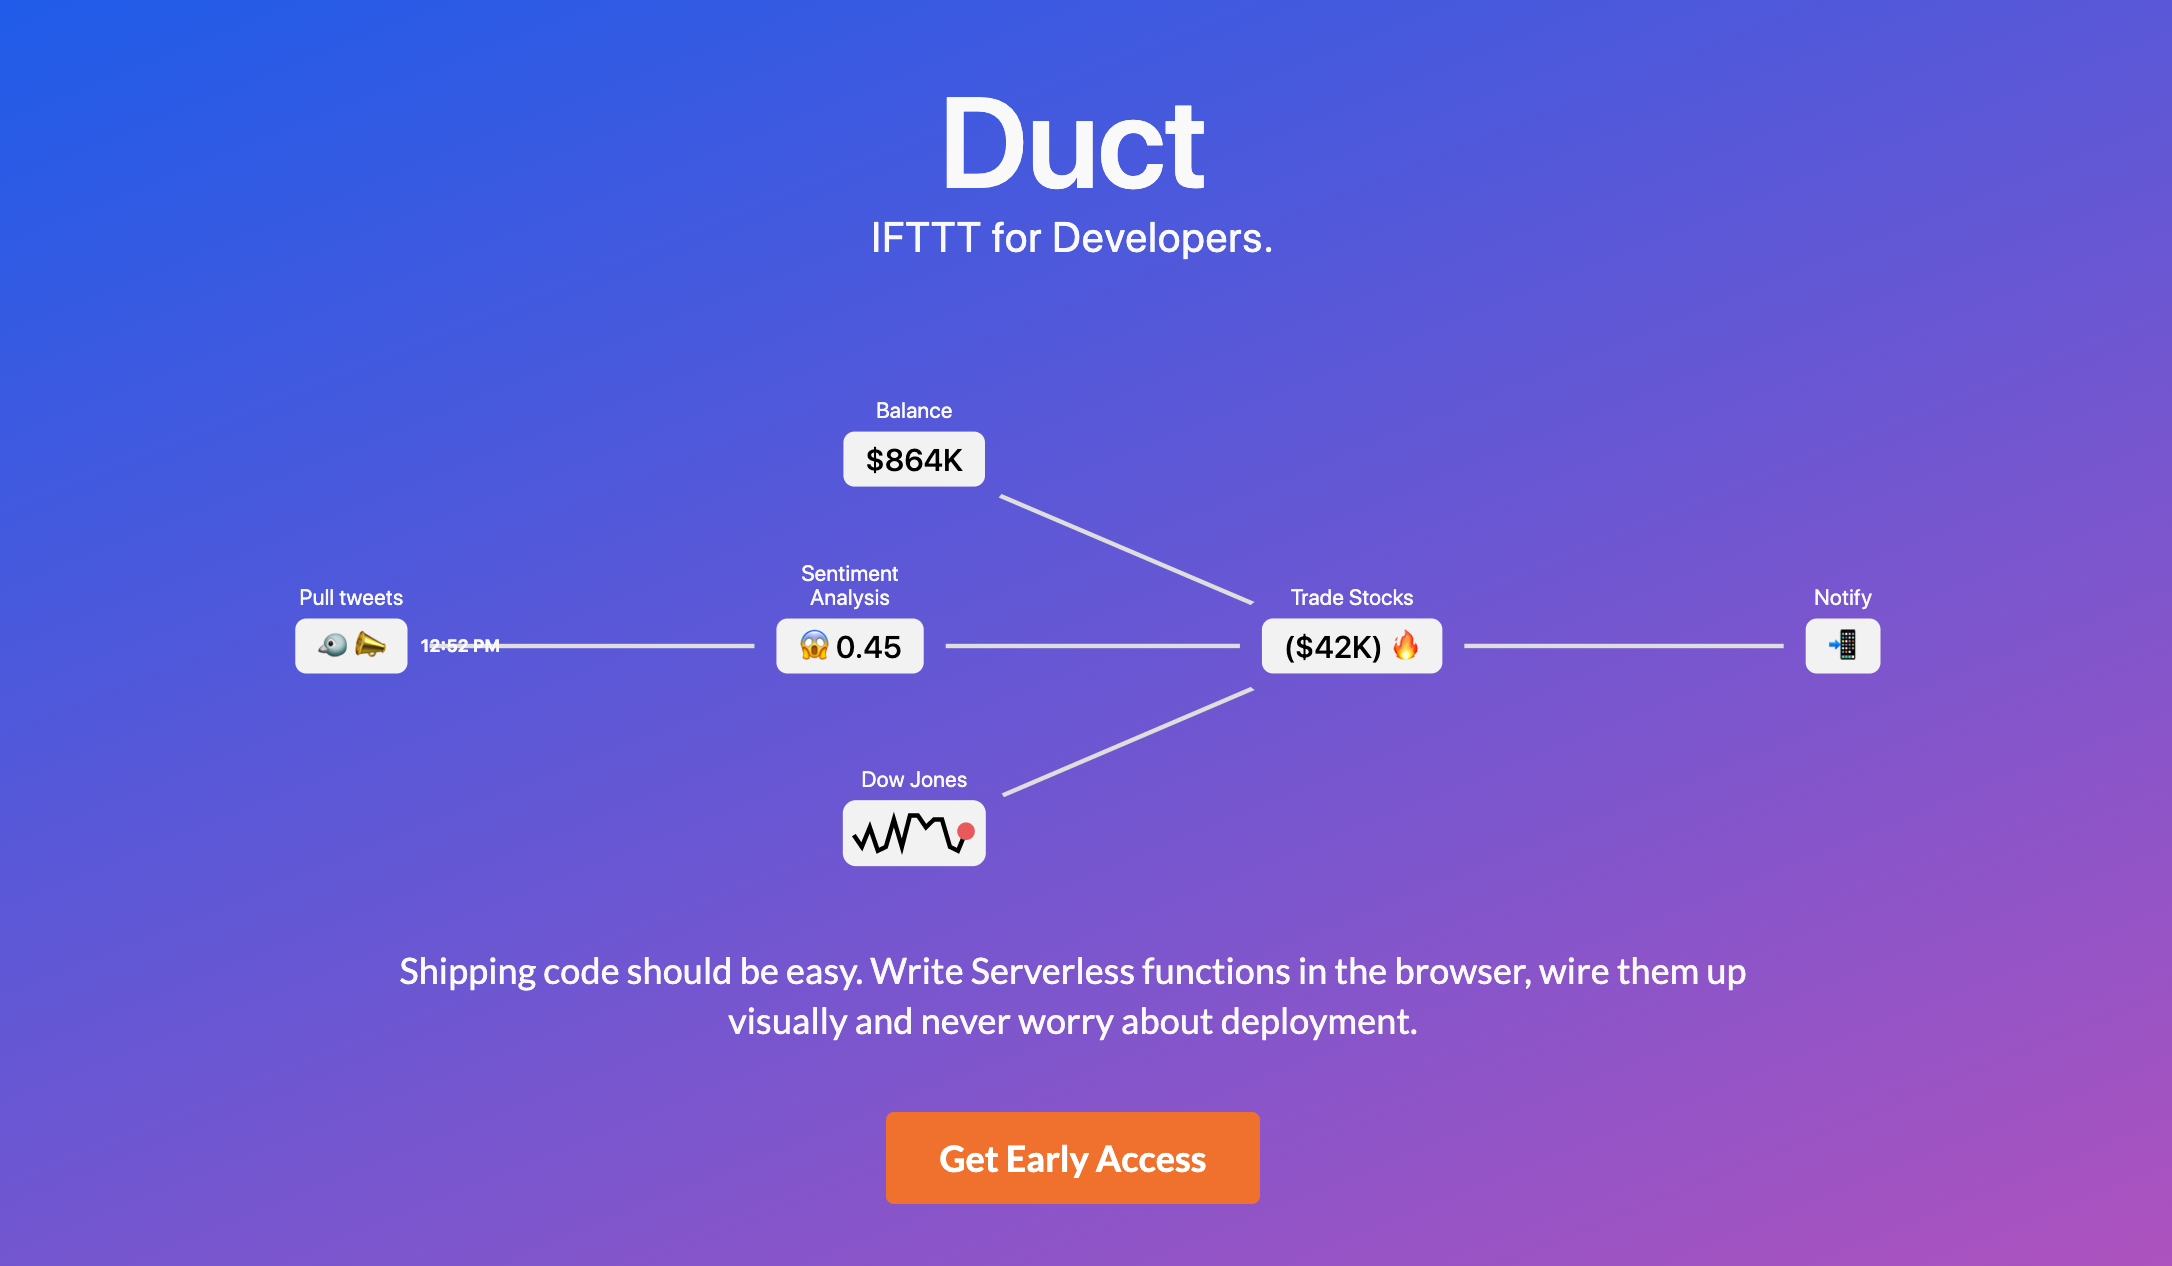 Duct
IFTTT for Developers.
Balance
$864K
Sentiment
Analysis
Pull tweets
12:52 PM
😱 0.45
Trade Stocks
($42K) 🔥
Notify
Dow Jones
Shipping code should be easy. Write Serverless functions in the browser, wire them up
visually and never worry about deployment.
Get Early Access